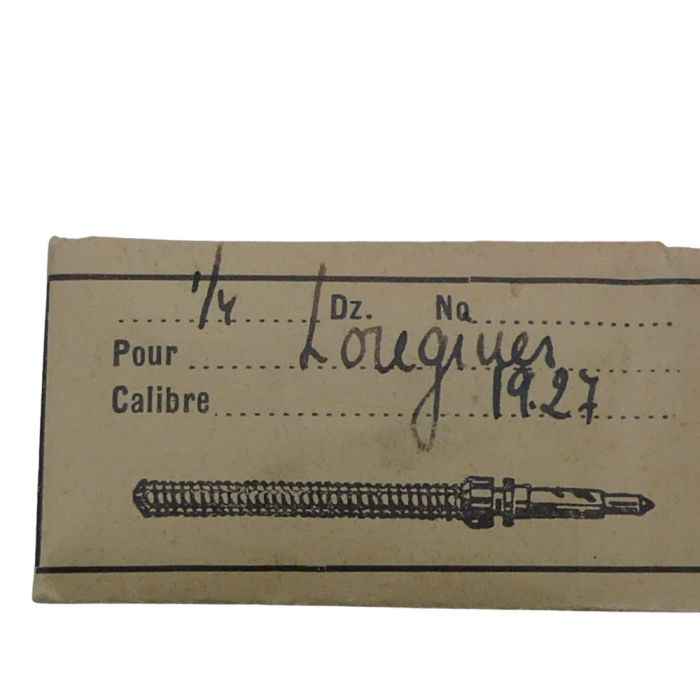 1/4 Dz. No
Pour Longines
Calibre 19.27